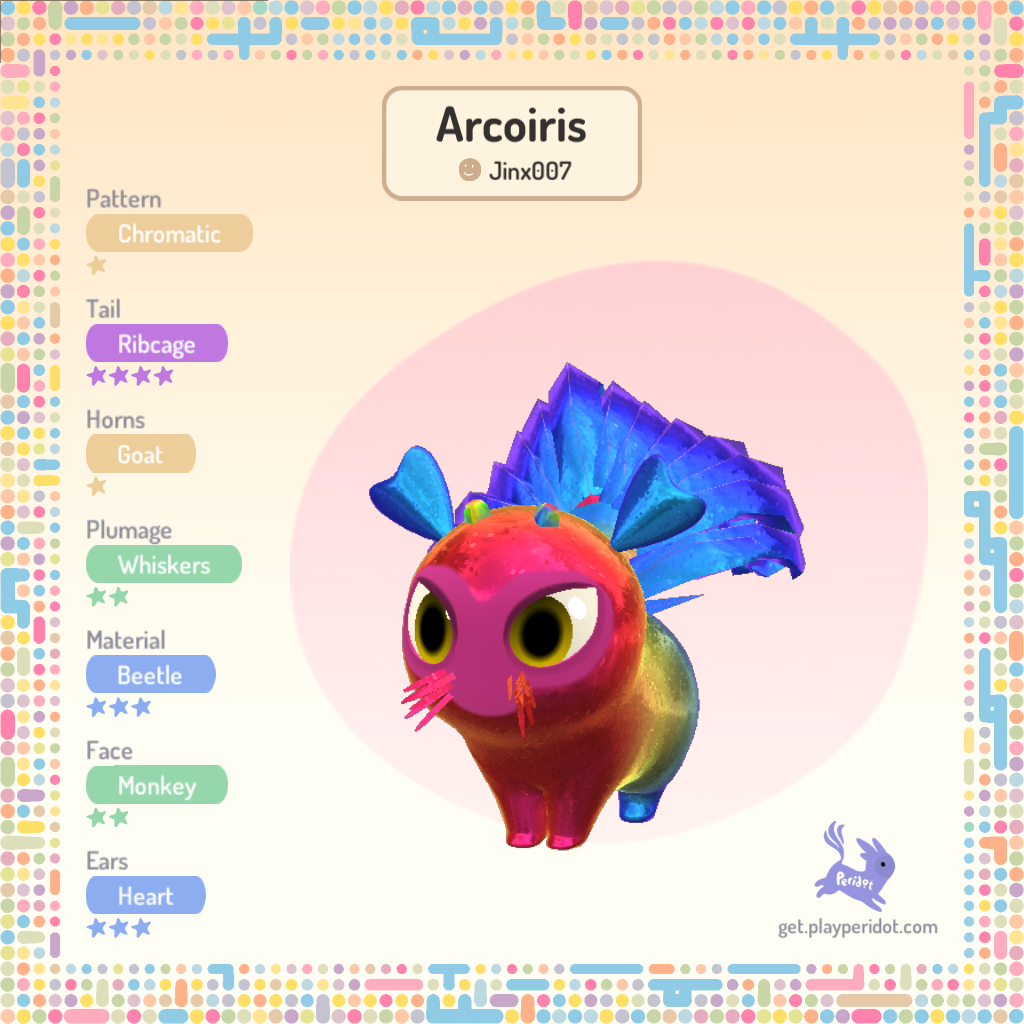 Arcoiris
Jinx007
Pattern
Chromatic
Tail
Ribcage
Horns
Goat
Plumage
Whiskers
Material
Beetle
Face
Monkey
Ears
Heart
Peridot
get.playperidot.com